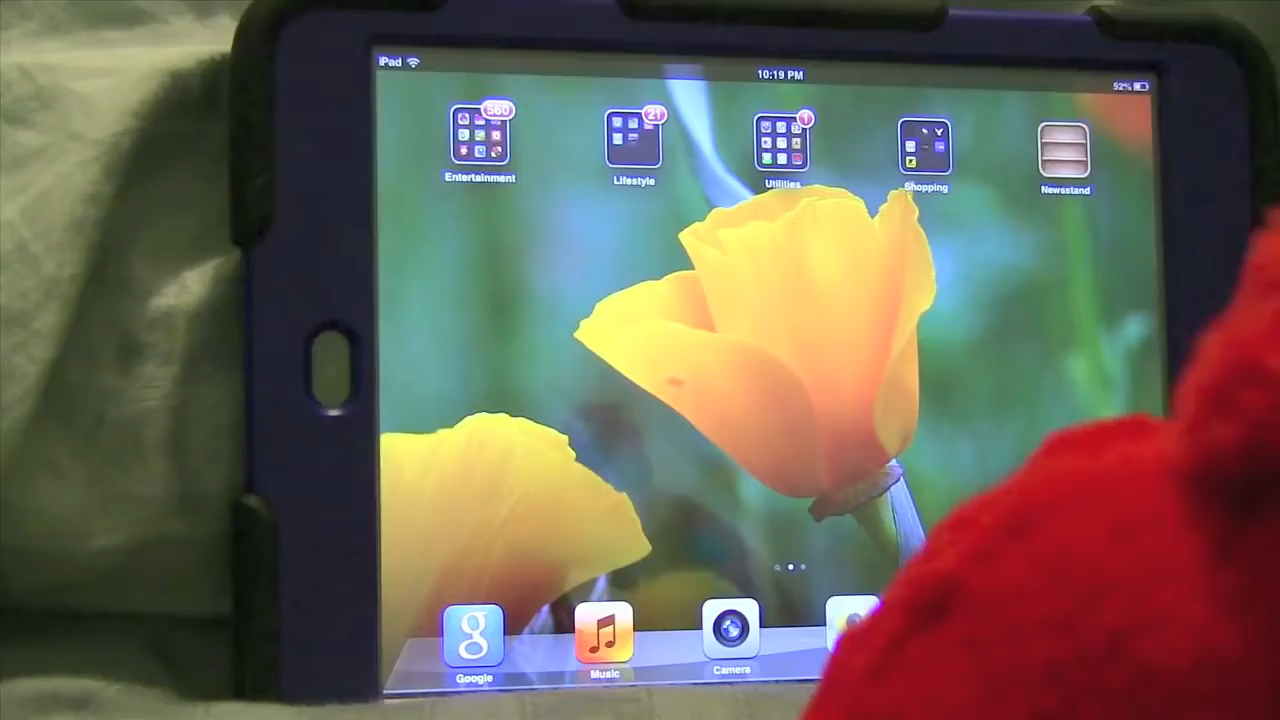 iPad
10:19 PM
52%
560
21
1
Entertainment
Lifestyle
Utilities
Shopping
Newsstand
g
Google
Music
Camera